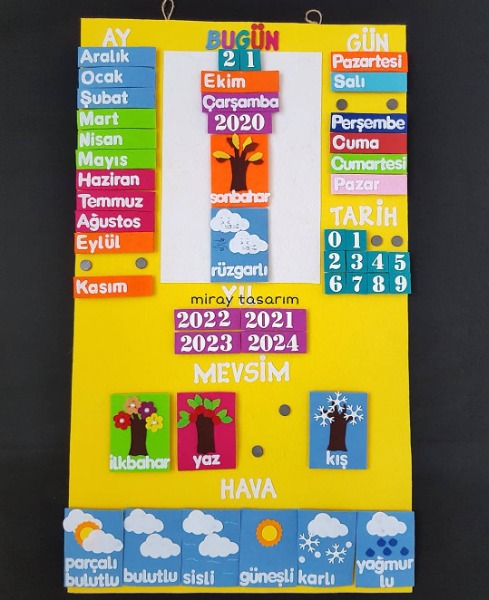 AY
Aralık
Ocak
Şubat
Mart
Nisan
Mayıs
Haziran
Temmuz
Ağustos
Eylül
Kasım
BUGÜN
2 1
Ekim
Çarşamba
2020
sonbahar
rüzgarlı
GÜN
Pazartesi
Salı
Perşembe
Cuma
Cumartesi
Pazar
TARİH
0 1
2 3 4 5
6 7 8 9
YIL
miray tasarım
2022 2021
2023 2024
MEVSİM
ilkbahar
yaz
kış
HAVA
parçalı
bulutlu
bulutlu
sisli
güneşli
karlı
yağmur
lu